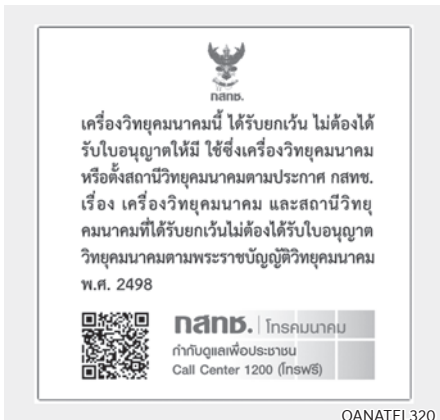 กสทช.
เครื่องวิทยุคมนาคมนี้ ได้รับยกเว้น ไม่ต้องได้
รับใบอนุญาตให้มี ใช้ซึ่งเครื่องวิทยุคมนาคม
หรือตั้งสถานีวิทยุคมนาคมตามประกาศ กสทช.
เรื่อง เครื่องวิทยุคมนาคม และสถานีวิทยุ
คมนาคมที่ได้รับยกเว้นไม่ต้องได้รับใบอนุญาต
วิทยุคมนาคมตามพระราชบัญญัติวิทยุคมนาคม
พ.ศ. 2498
กสทช. | โทรคมนาคม
กำกับดูแลเพื่อประชาชน
Call Center 1200 (โทรฟรี)
OANATEL320